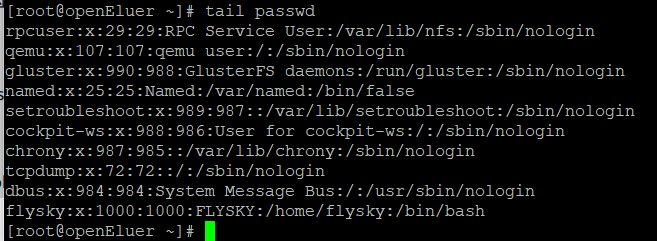 [root@openEluer ~]# tail passwd
rpcuser:x:29:29:RPC Service User:/var/lib/nfs:/sbin/nologin
qemu:x:107:107:qemu user:/:/sbin/nologin
gluster:x:990:988:GlusterFS daemons:/run/gluster:/sbin/nologin
named:x:25:25:Named:/var/named:/bin/false
setroubleshoot:x:989:987::/var/lib/setroubleshoot:/sbin/nologin
cockpit-ws:x:988:986:User for cockpit-ws:/:/sbin/nologin
chrony:x:987:985::/var/lib/chrony:/sbin/nologin
tcpdump:x:72:72::/:/sbin/nologin
dbus:x:984:984:System Message Bus:/:/usr/sbin/nologin
flysky:x:1000:1000:FLYSKY:/home/flysky:/bin/bash
[root@openEluer ~]#